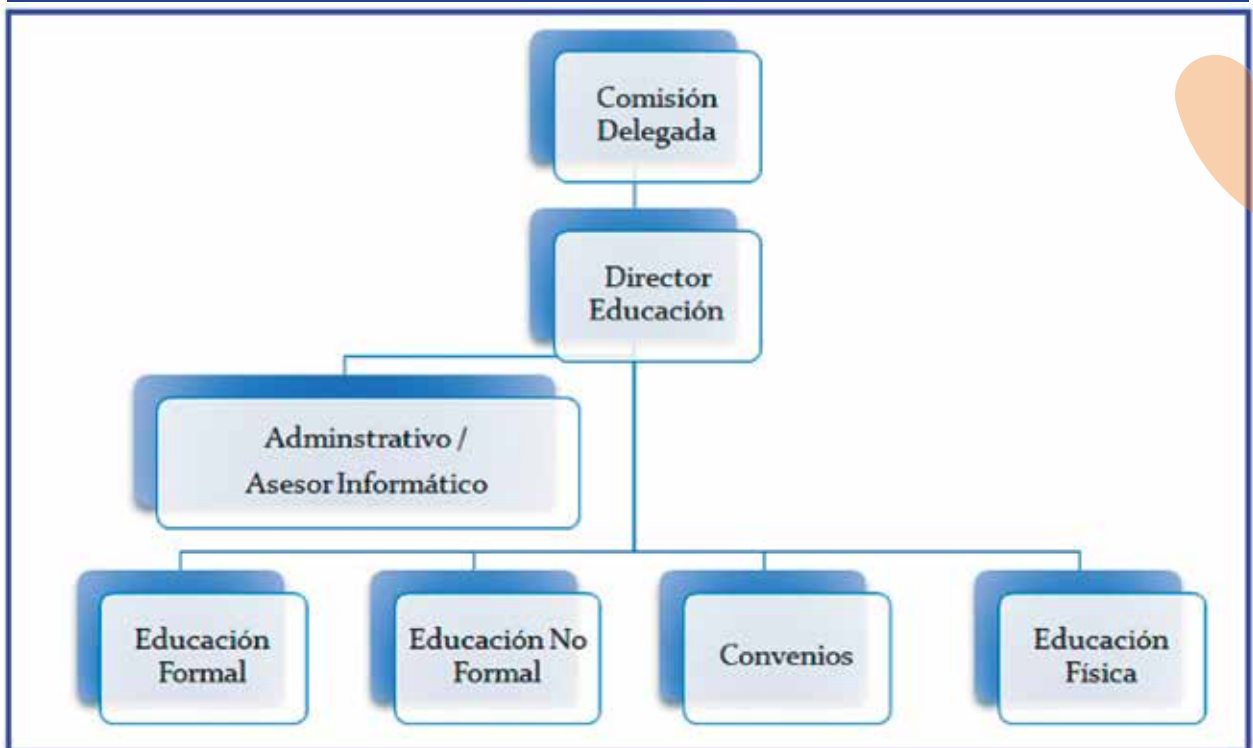 Comisión
Delegada
Director
Educación
Adminstrativo /
Asesor Informático
Educación
Formal
Educación No
Formal
Convenios
Educación
Física